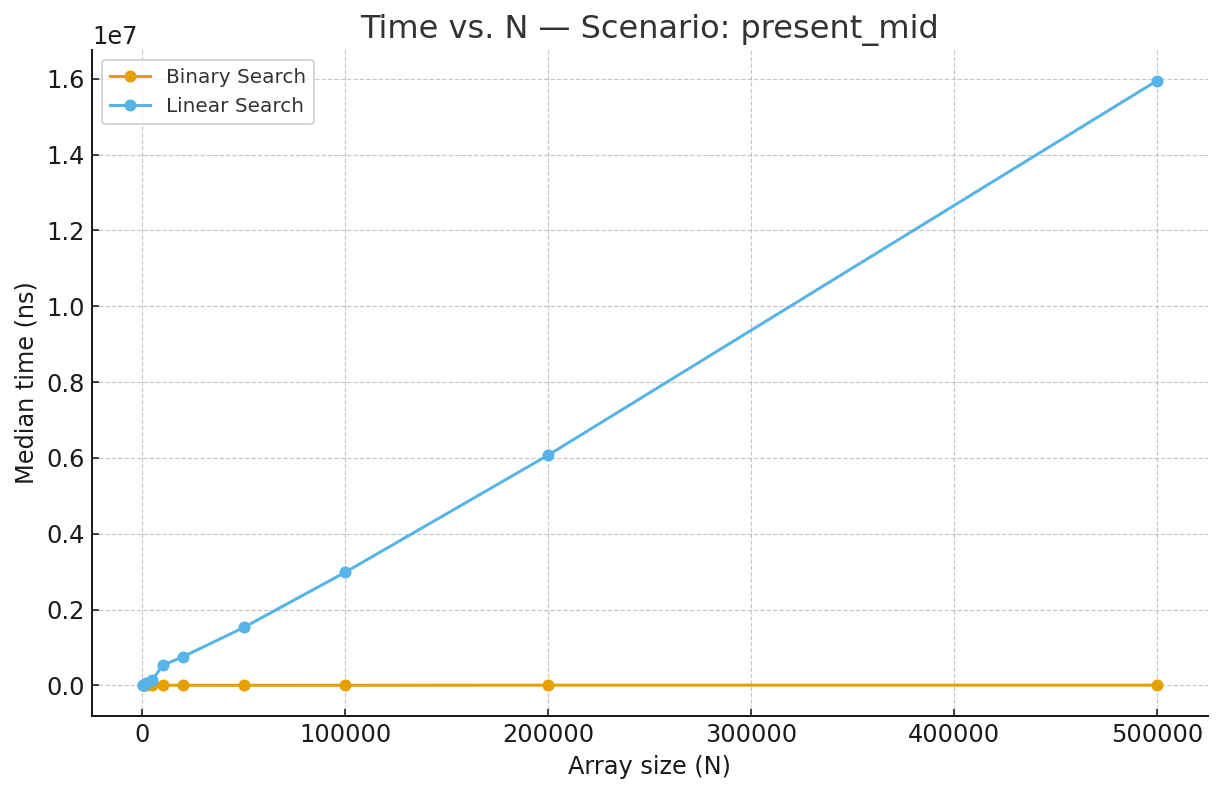 Time vs. N — Scenario: present_mid
1e7
Binary Search
Linear Search
1.6
1.4
1.2
1.0
0.8
0.6
0.4
0.2
0.0
Median time (ns)
0 100000 200000 300000 400000 500000
Array size (N)